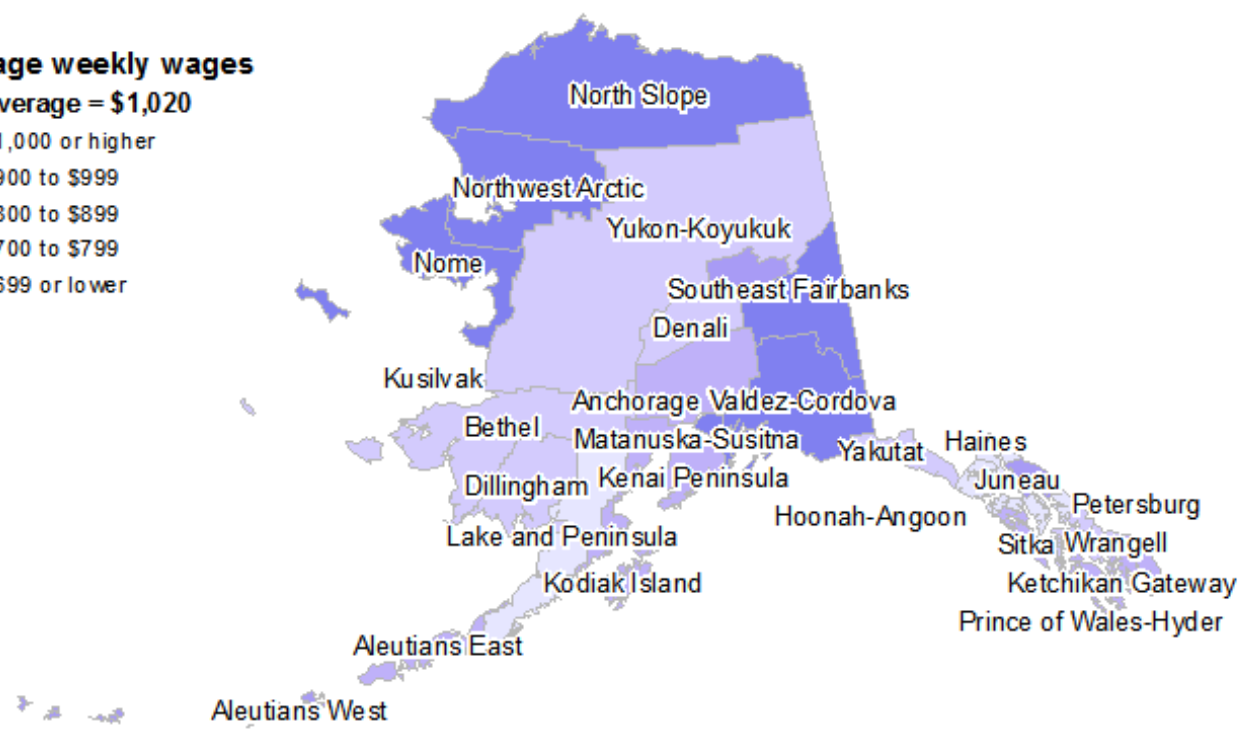 age weekly wages
verage = $1,020
1,000 or higher
900 to $999
800 to $899
700 to $799
699 or lower
North Slope
Northwest Arctic
Yukon-Koyukuk
Nome
Southeast Fairbanks
Denali
Kusilvak
Anchorage Valdez-Cordova
Bethel
Matanuska-Susitna
Yakutat
Haines
Dillingham
Kenai Peninsula
Juneau
Petersburg
Hoonah-Angoon
Lake and Peninsula
Sitka
Wrangell
Kodiak Island
Ketchikan Gateway
Prince of Wales-Hyder
Aleutians East
Aleutians West